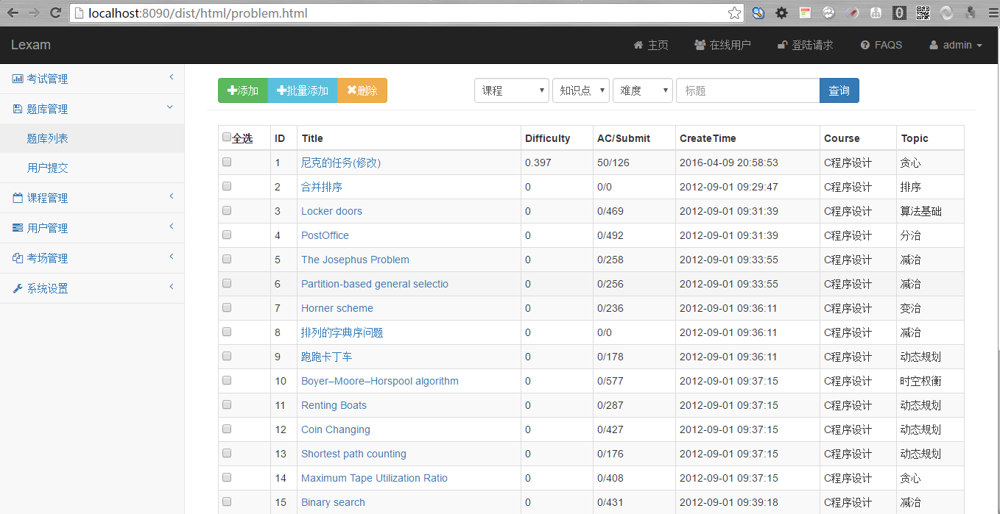 localhost:8090/dist/html/problem.html
Lexam 主页 在线用户 登陆请求 FAQS admin
考试管理
题库管理
题库列表
用户提交
课程管理
用户管理
考场管理
系统设置
添加 批量添加 删除 课程 知识点 难度 标题 查询
全选 ID Title Difficulty AC/Submit CreateTime Course Topic
1 尼克的任务(修改) 0.397 50/126 2016-04-09 20:58:53 C程序设计 贪心
2 合并排序 0 0/0 2012-09-01 09:29:47 C程序设计 排序
3 Locker doors 0 0/469 2012-09-01 09:31:39 C程序设计 算法基础
4 PostOffice 0 0/492 2012-09-01 09:31:39 C程序设计 分治
5 The Josephus Problem 0 0/258 2012-09-01 09:33:55 C程序设计 减治
6 Partition-based general selectio 0 0/256 2012-09-01 09:33:55 C程序设计 减治
7 Horner scheme 0 0/236 2012-09-01 09:36:11 C程序设计 变治
8 排列的字典序问题 0 0/0 2012-09-01 09:36:11 C程序设计 减治
9 跑跑卡丁车 0 0/178 2012-09-01 09:36:11 C程序设计 动态规划
10 Boyer–Moore–Horspool algorithm 0 0/577 2012-09-01 09:37:15 C程序设计 时空权衡
11 Renting Boats 0 0/287 2012-09-01 09:37:15 C程序设计 动态规划
12 Coin Changing 0 0/427 2012-09-01 09:37:15 C程序设计 动态规划
13 Shortest path counting 0 0/176 2012-09-01 09:37:15 C程序设计 动态规划
14 Maximum Tape Utilization Ratio 0 0/408 2012-09-01 09:37:15 C程序设计 贪心
15 Binary search 0 0/431 2012-09-01 09:39:18 C程序设计 减治